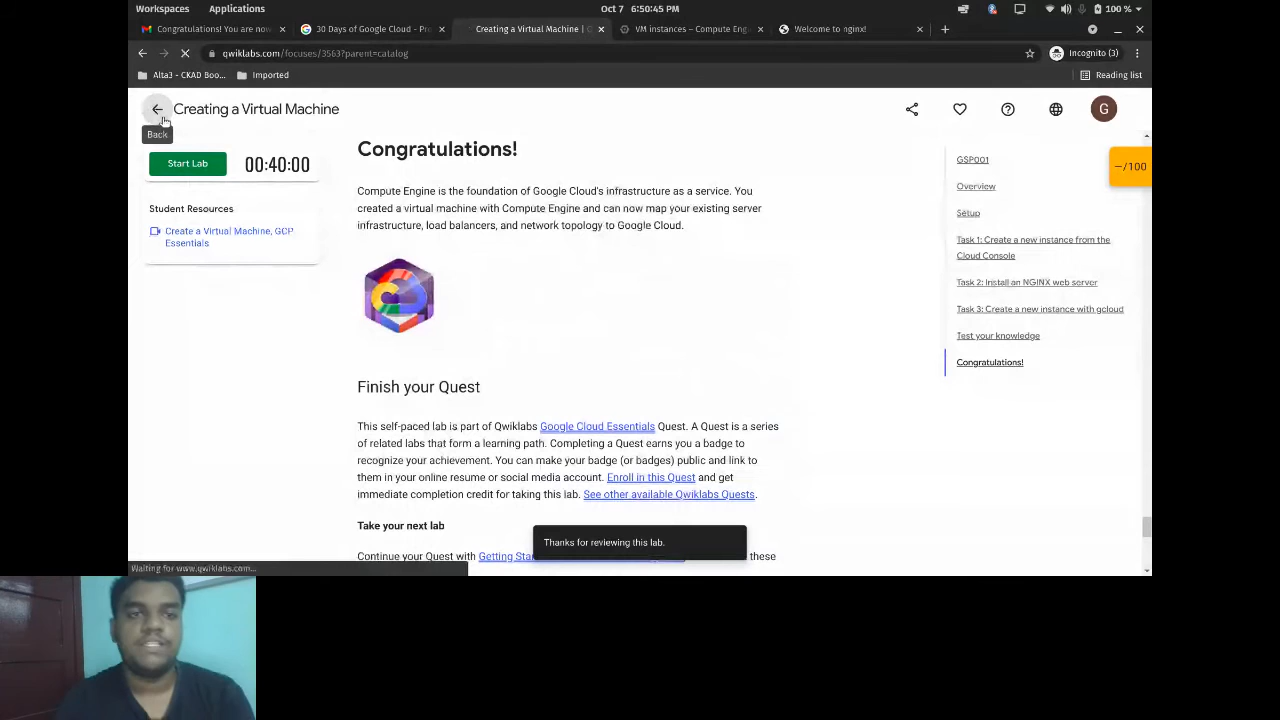 Workspaces Applications Oct 7 6:50:45 PM 100 %
Congratulations! You are now 30 Days of Google Cloud - Pro Creating a Virtual Machine | VM instances – Compute Eng Welcome to nginx!
qwiklabs.com/focuses/3563?parent=catalog Incognito (3)
Alta3 - CKAD Boo... Imported Reading list
Creating a Virtual Machine G
Back
Start Lab 00:40:00
Student Resources
Create a Virtual Machine, GCP
Essentials
Congratulations!
Compute Engine is the foundation of Google Cloud's infrastructure as a service. You
created a virtual machine with Compute Engine and can now map your existing server
infrastructure, load balancers, and network topology to Google Cloud.
Finish your Quest
This self-paced lab is part of Qwiklabs Google Cloud Essentials Quest. A Quest is a series
of related labs that form a learning path. Completing a Quest earns you a badge to
recognize your achievement. You can make your badge (or badges) public and link to
them in your online resume or social media account. Enroll in this Quest and get
immediate completion credit for taking this lab. See other available Qwiklabs Quests.
Take your next lab
Continue your Quest with Getting Star these
Thanks for reviewing this lab.
GSP001
Overview
Setup
Task 1: Create a new instance from the
Cloud Console
Task 2: Install an NGINX web server
Task 3: Create a new instance with gcloud
Test your knowledge
Congratulations!
–/100
Waiting for www.qwiklabs.com...